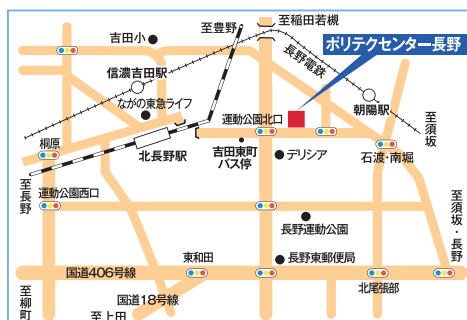 至豊野
至稲田若槻
吉田小
ポリテクセンター長野
長野電鉄
信濃吉田駅
ながの東急ライフ
朝陽駅
運動公園北口
至須坂
桐原
北長野駅
吉田東町
バス停
デリシア
石渡・南堀
至長野
運動公園西口
至須坂・長野
長野運動公園
東和田
長野東郵便局
国道406号線
北尾張部
至柳町
国道18号線
至上田